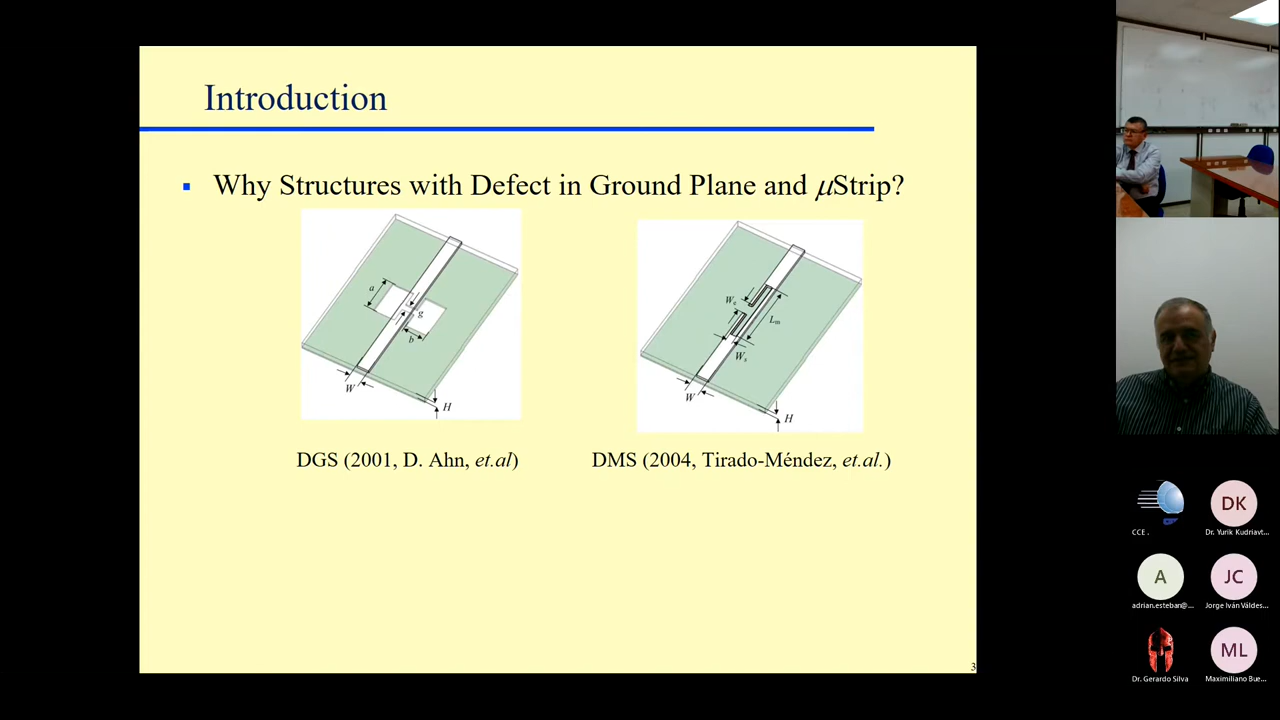 Introduction
▪ Why Structures with Defect in Ground Plane and μStrip?
a
g
b
W
H
Wc
Lm
Ws
W
H
DGS (2001, D. Ahn, et.al)
DMS (2004, Tirado-Méndez, et.al.)
3
CCE .
DK
Dr. Yurik Kudriavt...
A
adrian.esteban@...
JC
Jorge Iván Váldes...
Dr. Gerardo Silva
ML
Maximiliano Bue...